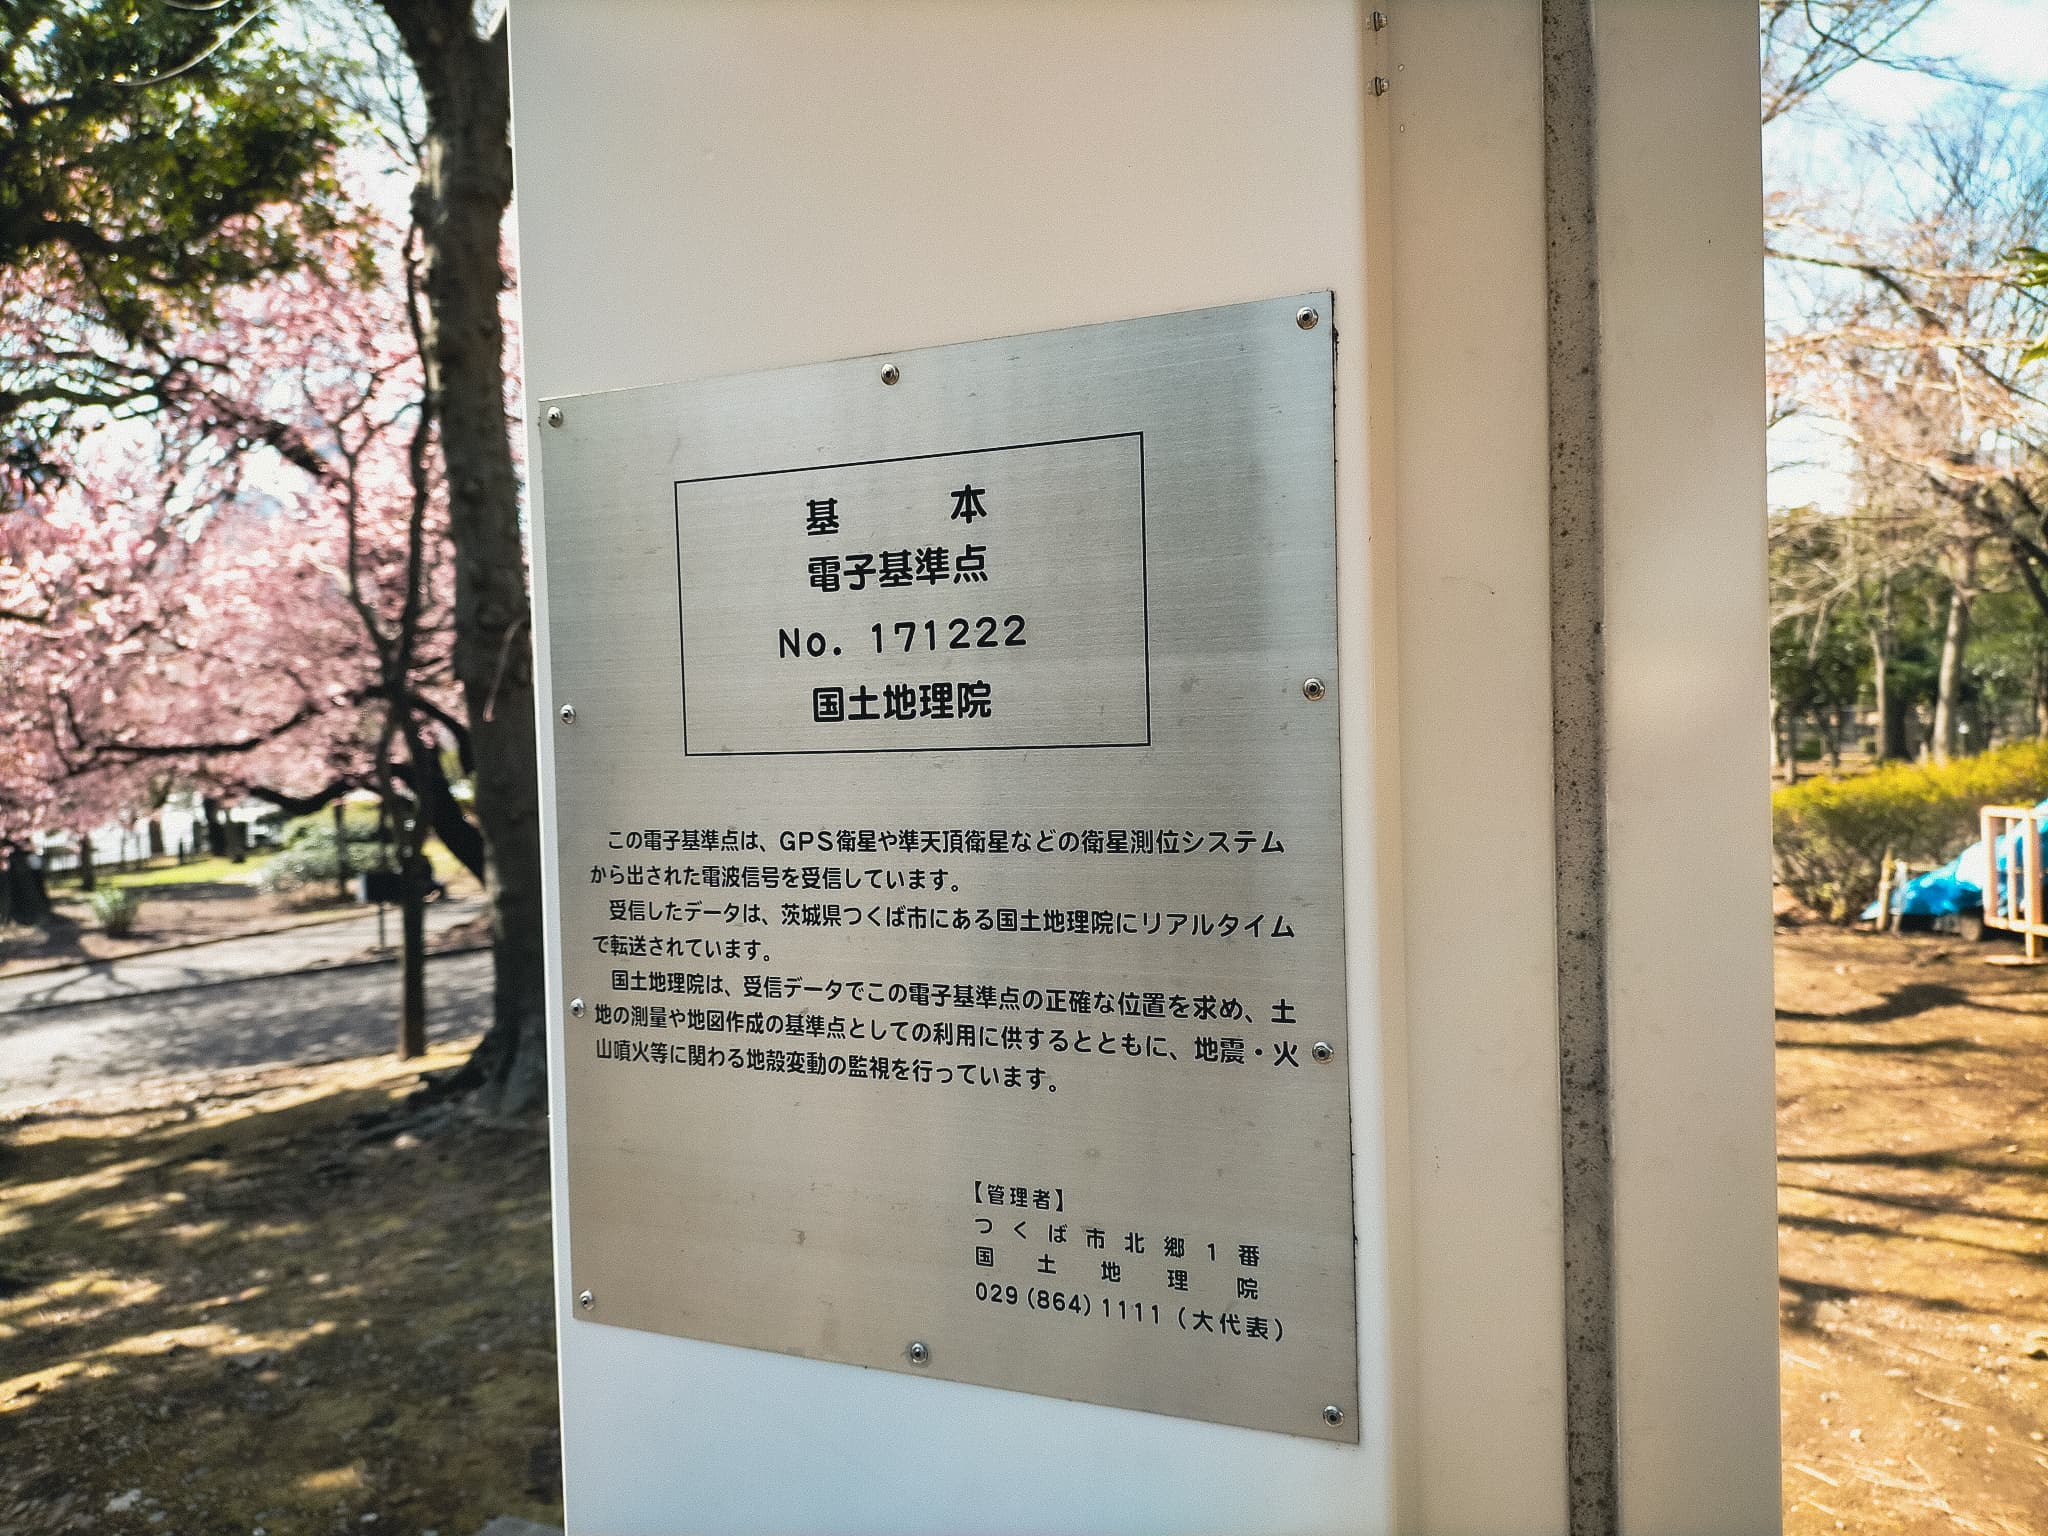 基本
電子基準点
No. 171222
国土地理院
この電子基準点は、GPS衛星や準天頂衛星などの衛星測位システム
から出された電波信号を受信しています。
受信したデータは、茨城県つくば市にある国土地理院にリアルタイム
で転送されています。
国土地理院は、受信データでこの電子基準点の正確な位置を求め、土
地の測量や地図作成の基準点としての利用に供するとともに、地震・火
山噴火等に関わる地殻変動の監視を行っています。
【管理者】
つくば市北郷1番
国土地理院
029(864)1111(大代表)